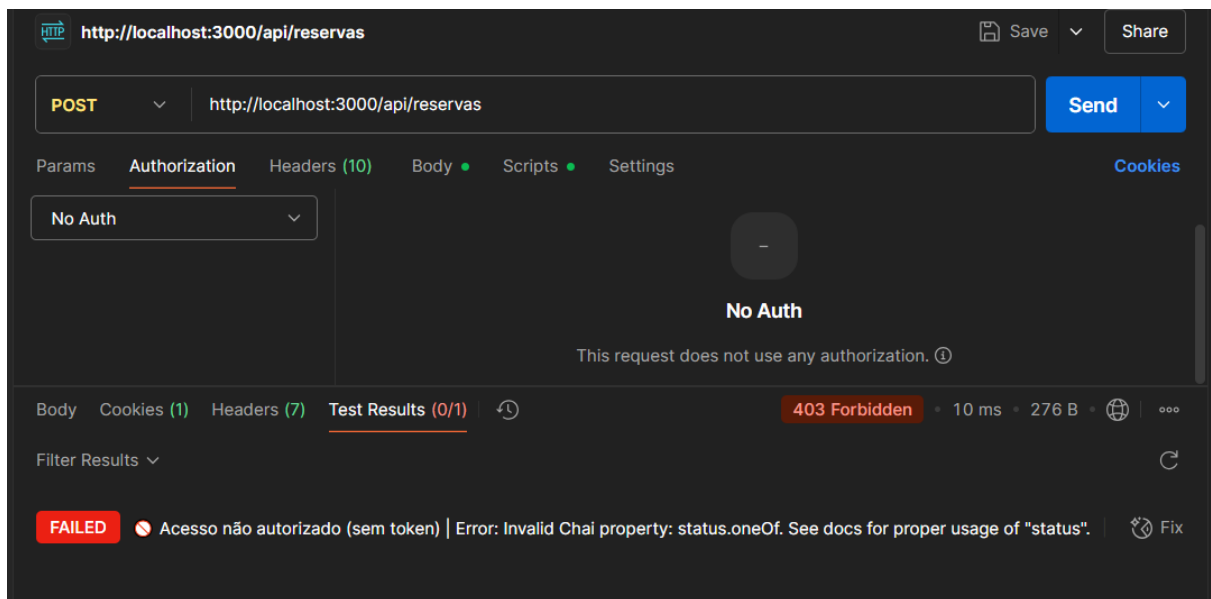 HTTP http://localhost:3000/api/reservas Save Share
POST http://localhost:3000/api/reservas Send
Params Authorization Headers (10) Body Scripts Settings Cookies
No Auth
No Auth
This request does not use any authorization.
Body Cookies (1) Headers (7) Test Results (0/1) 403 Forbidden 10 ms 276 B
Filter Results
FAILED Acesso não autorizado (sem token) | Error: Invalid Chai property: status.oneOf. See docs for proper usage of "status". Fix